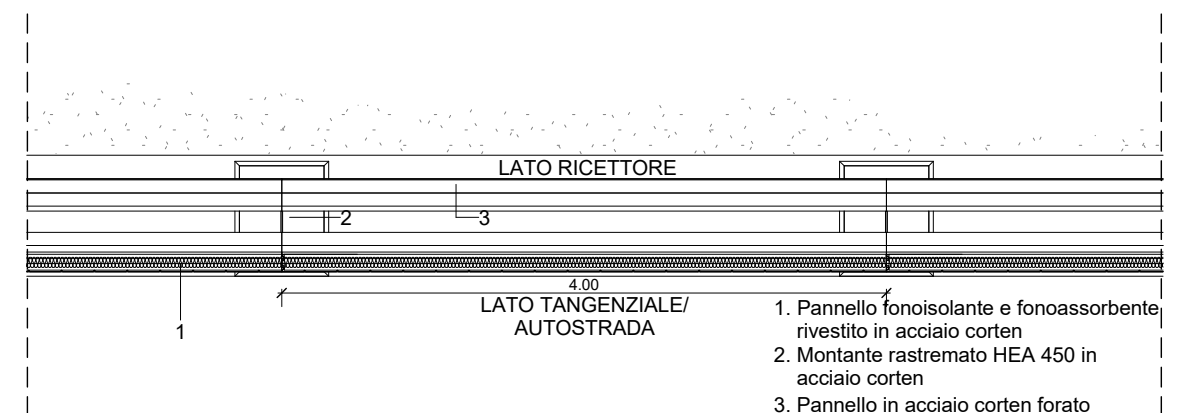 LATO RICETTORE
2
3
4.00
LATO TANGENZIALE/
AUTOSTRADA
1
1. Pannello fonoisolante e fonoassorbente
rivestito in acciaio corten
2. Montante rastremato HEA 450 in
acciaio corten
3. Pannello in acciaio corten forato